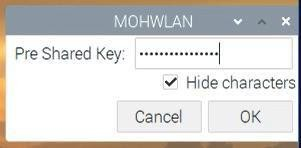 MOHWLAN
Pre Shared Key: •••••••••••••••
Hide characters
Cancel OK